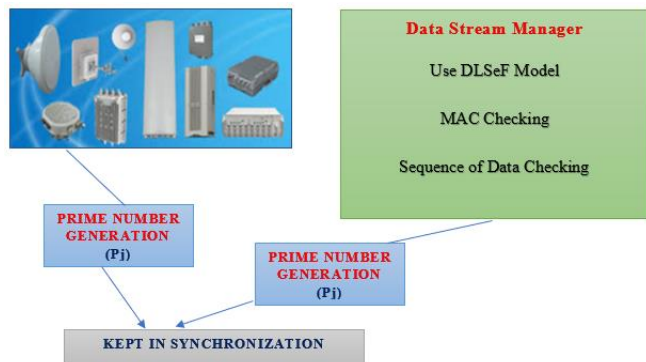 Data Stream Manager
Use DLSeF Model
MAC Checking
Sequence of Data Checking
PRIME NUMBER
GENERATION
(Pj)
PRIME NUMBER
GENERATION
(Pj)
KEPT IN SYNCHRONIZATION